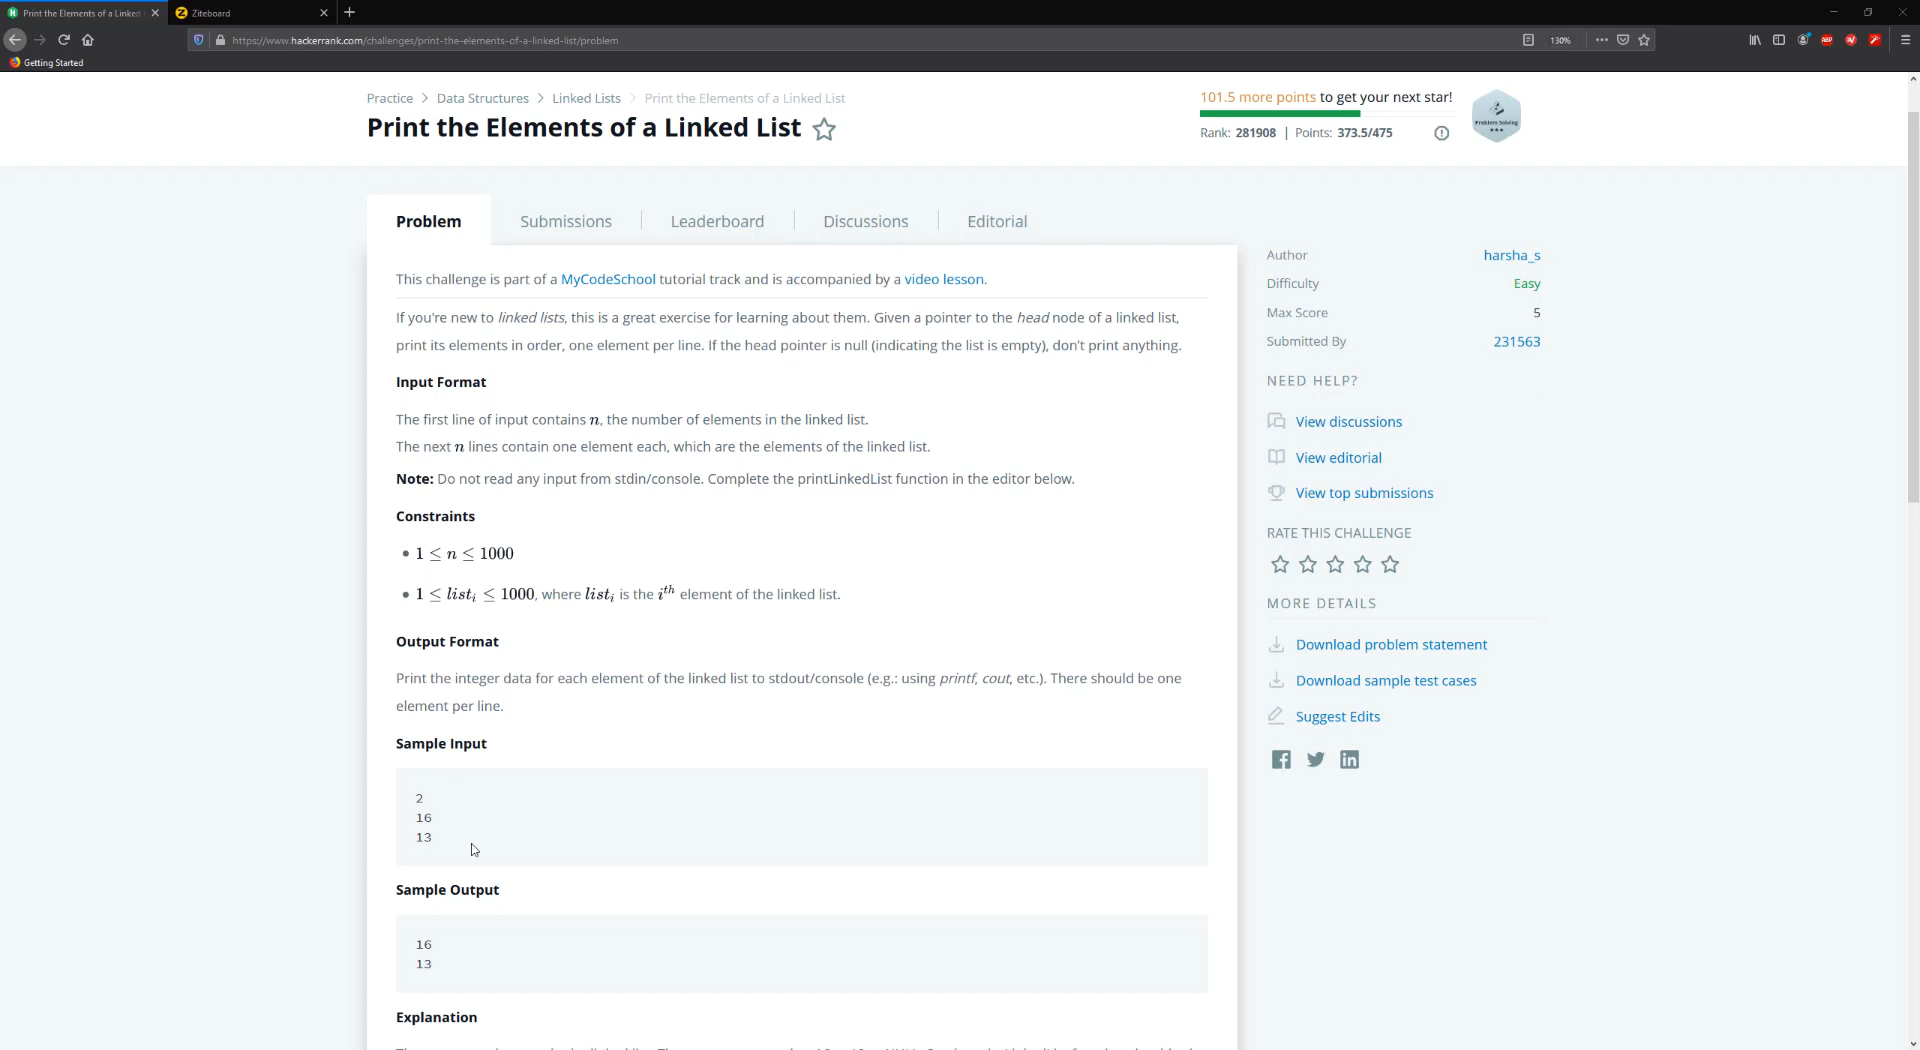 Print the Elements of a Linked
Ziteboard
https://www.hackerrank.com/challenges/print-the-elements-of-a-linked-list/problem
130%
Getting Started
Practice > Data Structures > Linked Lists > Print the Elements of a Linked List
Print the Elements of a Linked List
101.5 more points to get your next star!
Rank: 281908 | Points: 373.5/475
Problem Solving
Problem
Submissions
Leaderboard
Discussions
Editorial
This challenge is part of a MyCodeSchool tutorial track and is accompanied by a video lesson.
If you're new to linked lists, this is a great exercise for learning about them. Given a pointer to the head node of a linked list,
print its elements in order, one element per line. If the head pointer is null (indicating the list is empty), don't print anything.
Input Format
The first line of input contains n, the number of elements in the linked list.
The next n lines contain one element each, which are the elements of the linked list.
Note: Do not read any input from stdin/console. Complete the printLinkedList function in the editor below.
Constraints
• 1 ≤ n ≤ 1000
• 1 ≤ listᵢ ≤ 1000, where listᵢ is the iᵗʰ element of the linked list.
Output Format
Print the integer data for each element of the linked list to stdout/console (e.g.: using printf, cout, etc.). There should be one
element per line.
Sample Input
2
16
13
Sample Output
16
13
Explanation
Author harsha_s
Difficulty Easy
Max Score 5
Submitted By 231563
NEED HELP?
View discussions
View editorial
View top submissions
RATE THIS CHALLENGE
MORE DETAILS
Download problem statement
Download sample test cases
Suggest Edits